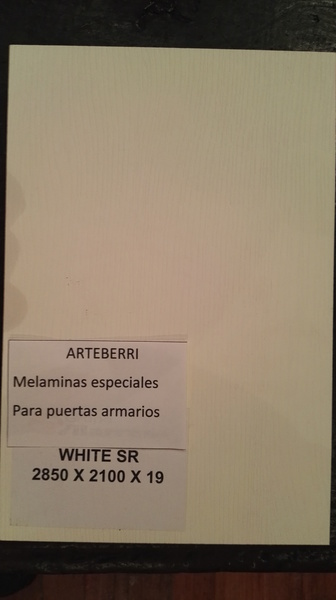 ARTEBERRI
Melaminas especiales
Para puertas armarios
WHITE SR
2850 X 2100 X 19